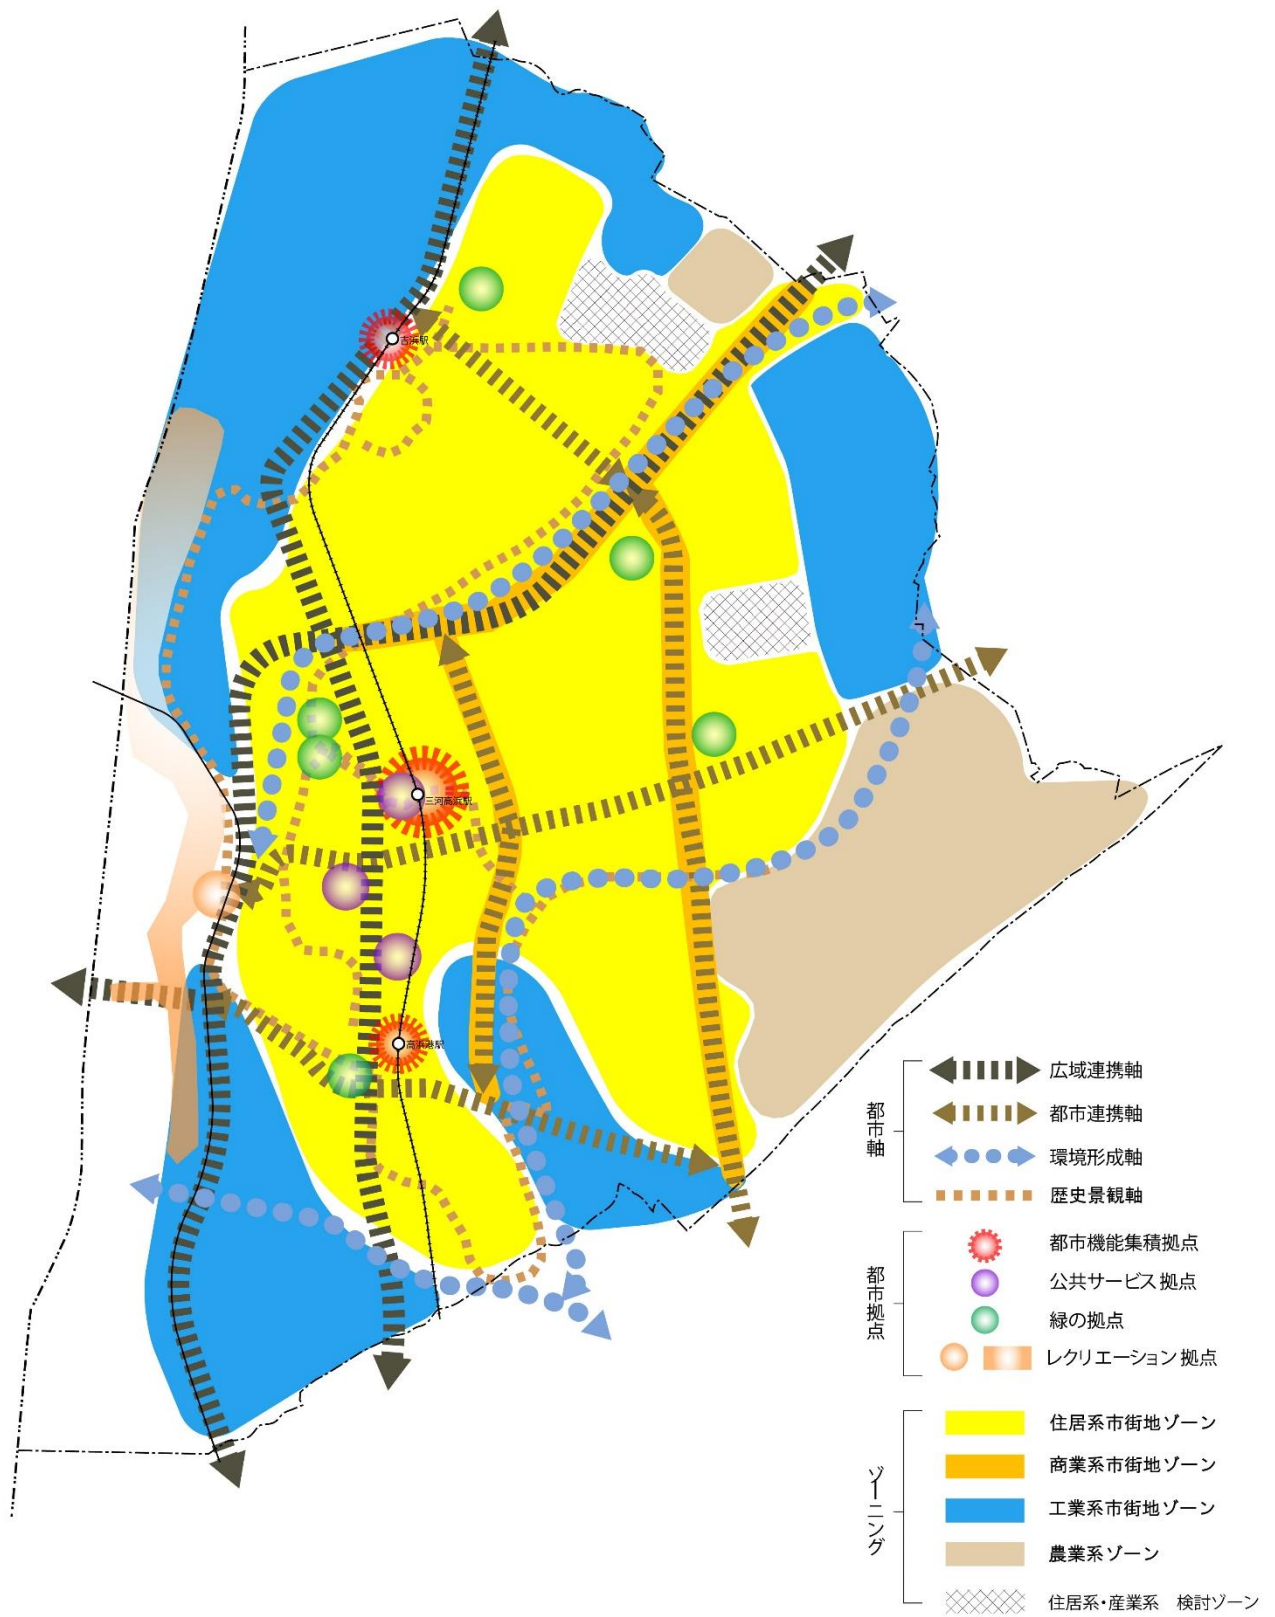 吉浜駅
三河高浜駅
高浜港駅
都市軸
広域連携軸
都市連携軸
環境形成軸
歴史景観軸
都市拠点
都市機能集積拠点
公共サービス拠点
緑の拠点
レクリエーション拠点
ゾーニング
住居系市街地ゾーン
商業系市街地ゾーン
工業系市街地ゾーン
農業系ゾーン
住居系・産業系　検討ゾーン